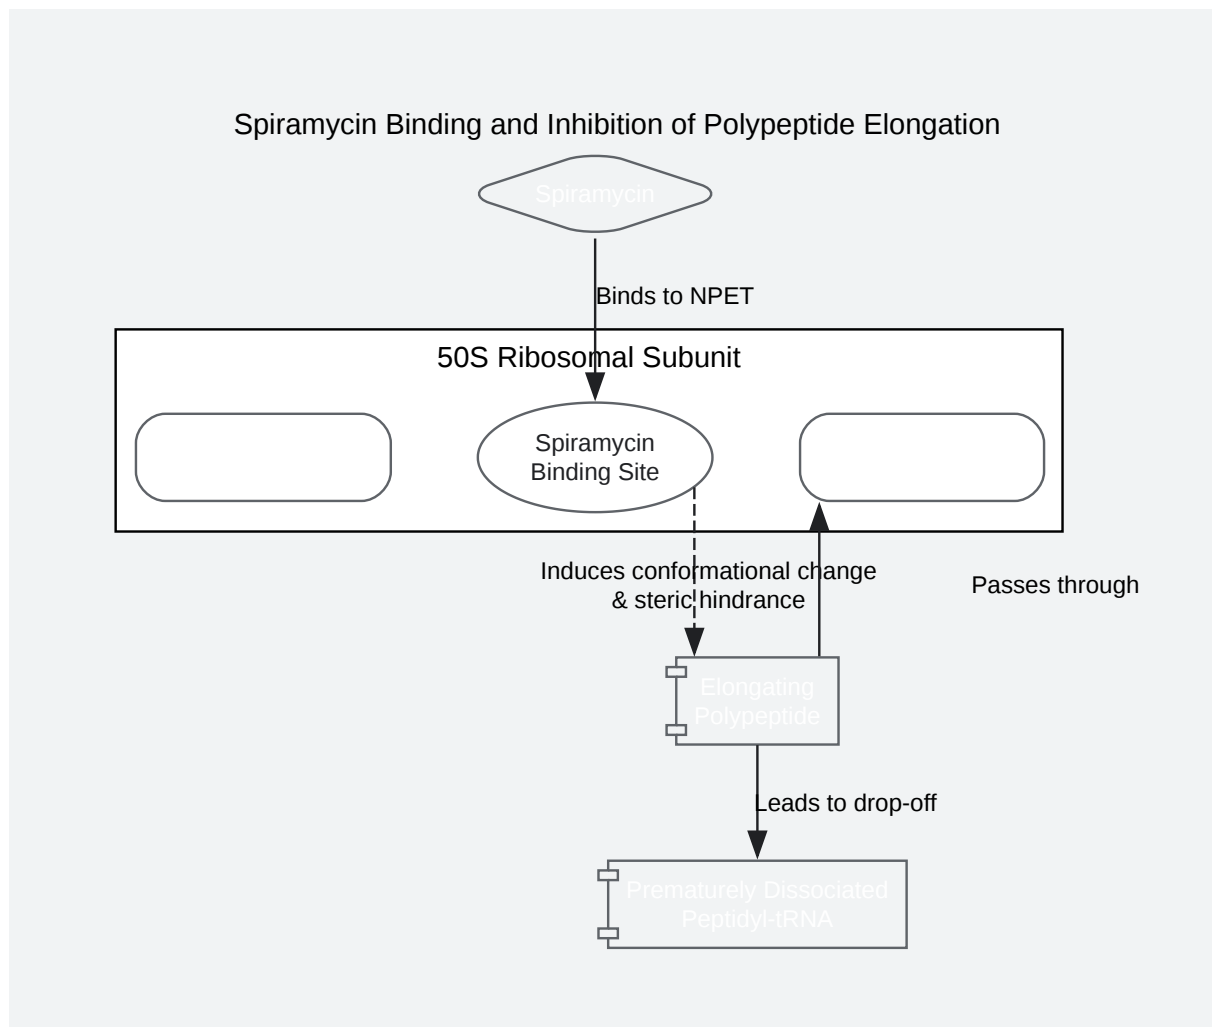 Spiramycin Binding and Inhibition of Polypeptide Elongation
Spiramycin
Binds to NPET
50S Ribosomal Subunit
Spiramycin
Binding Site
Induces conformational change
& steric hindrance
Passes through
Elongating
Polypeptide
Leads to drop-off
Prematurely Dissociated
Peptidyl-tRNA